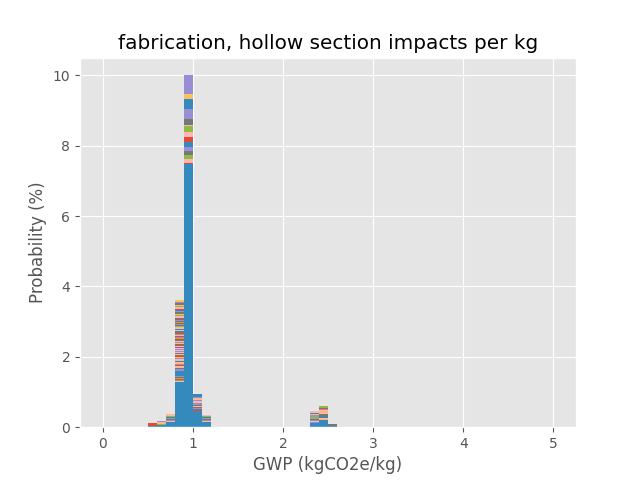 fabrication, hollow section impacts per kg
Probability (%)
10
8
6
4
2
0
0 1 2 3 4 5
GWP (kgCO2e/kg)